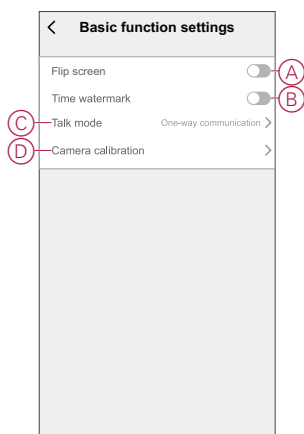 Basic function settings
Flip screen A
Time watermark B
C Talk mode One-way communication
D Camera calibration